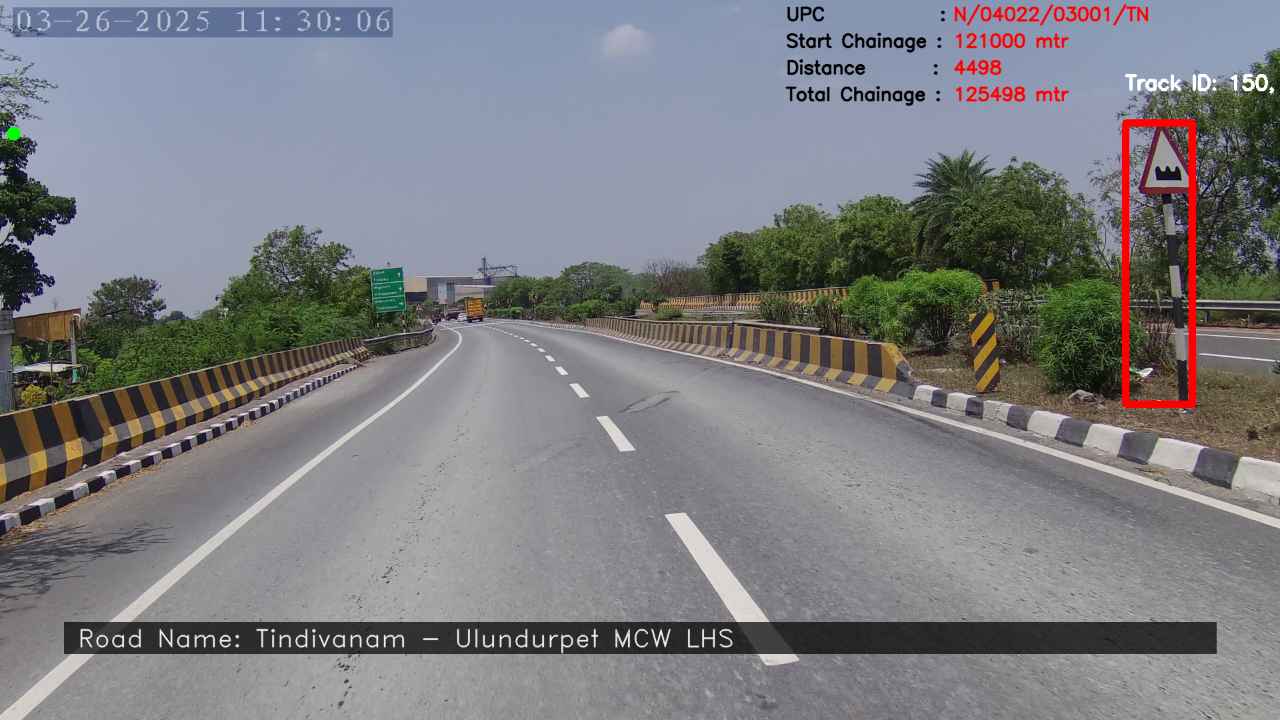 03-26-2025 11:30:06
UPC : N/04022/03001/TN
Start Chainage : 121000 mtr
Distance : 4498
Total Chainage : 125498 mtr
Track ID: 150,
Road Name: Tindivanam - Ulundurpet MCW LHS